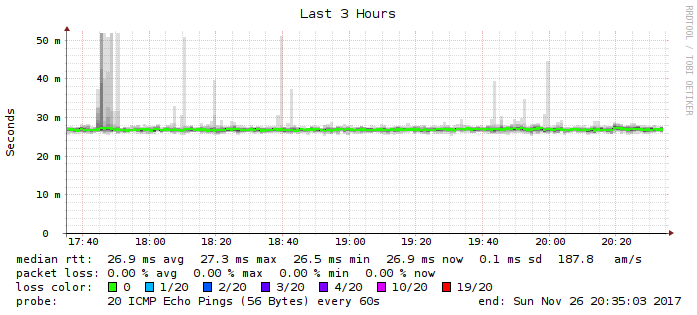 Last 3 Hours
RRDTOOL / TOBI OETIKER
Seconds
50 m
40 m
30 m
20 m
10 m
0
17:40 18:00 18:20 18:40 19:00 19:20 19:40 20:00 20:20
median rtt: 26.9 ms avg 27.3 ms max 26.5 ms min 26.9 ms now 0.1 ms sd 187.8 am/s
packet loss: 0.00 % avg 0.00 % max 0.00 % min 0.00 % now
loss color: 0 1/20 2/20 3/20 4/20 10/20 19/20
probe: 20 ICMP Echo Pings (56 Bytes) every 60s end: Sun Nov 26 20:35:03 2017